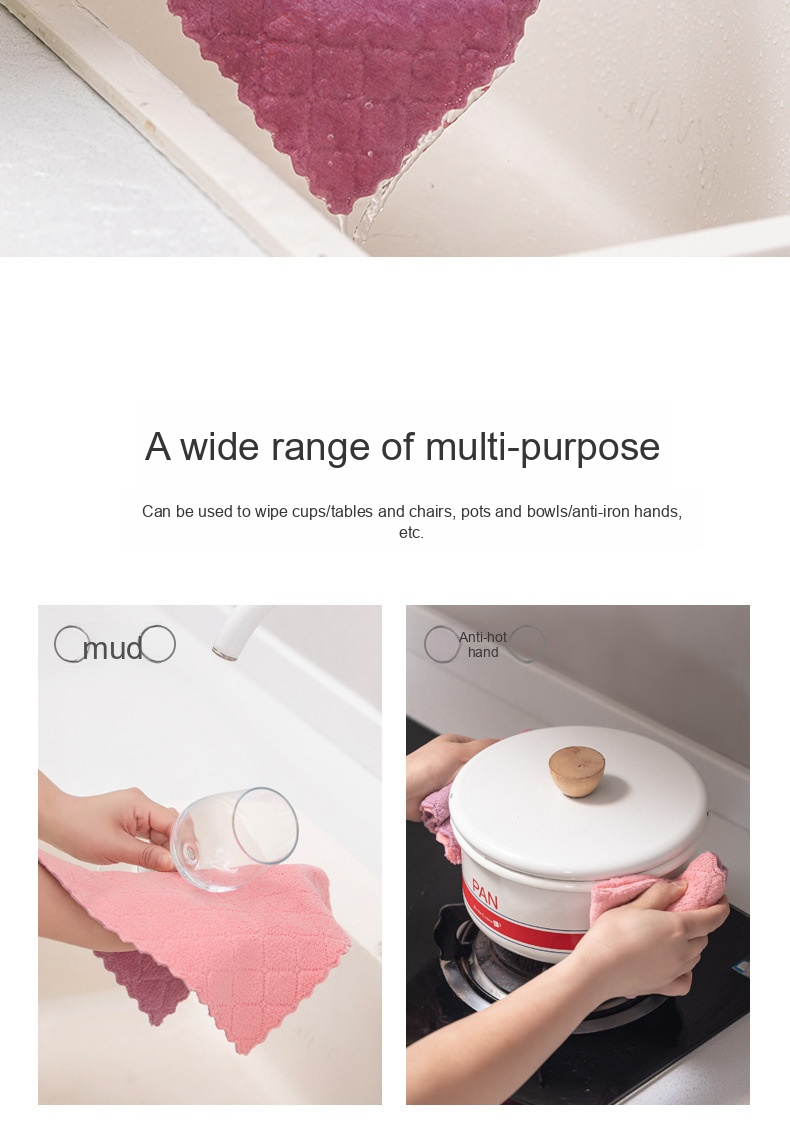 A wide range of multi-purpose
Can be used to wipe cups/tables and chairs, pots and bowls/anti-iron hands,
etc.
mud
Anti-hot
hand
PAN